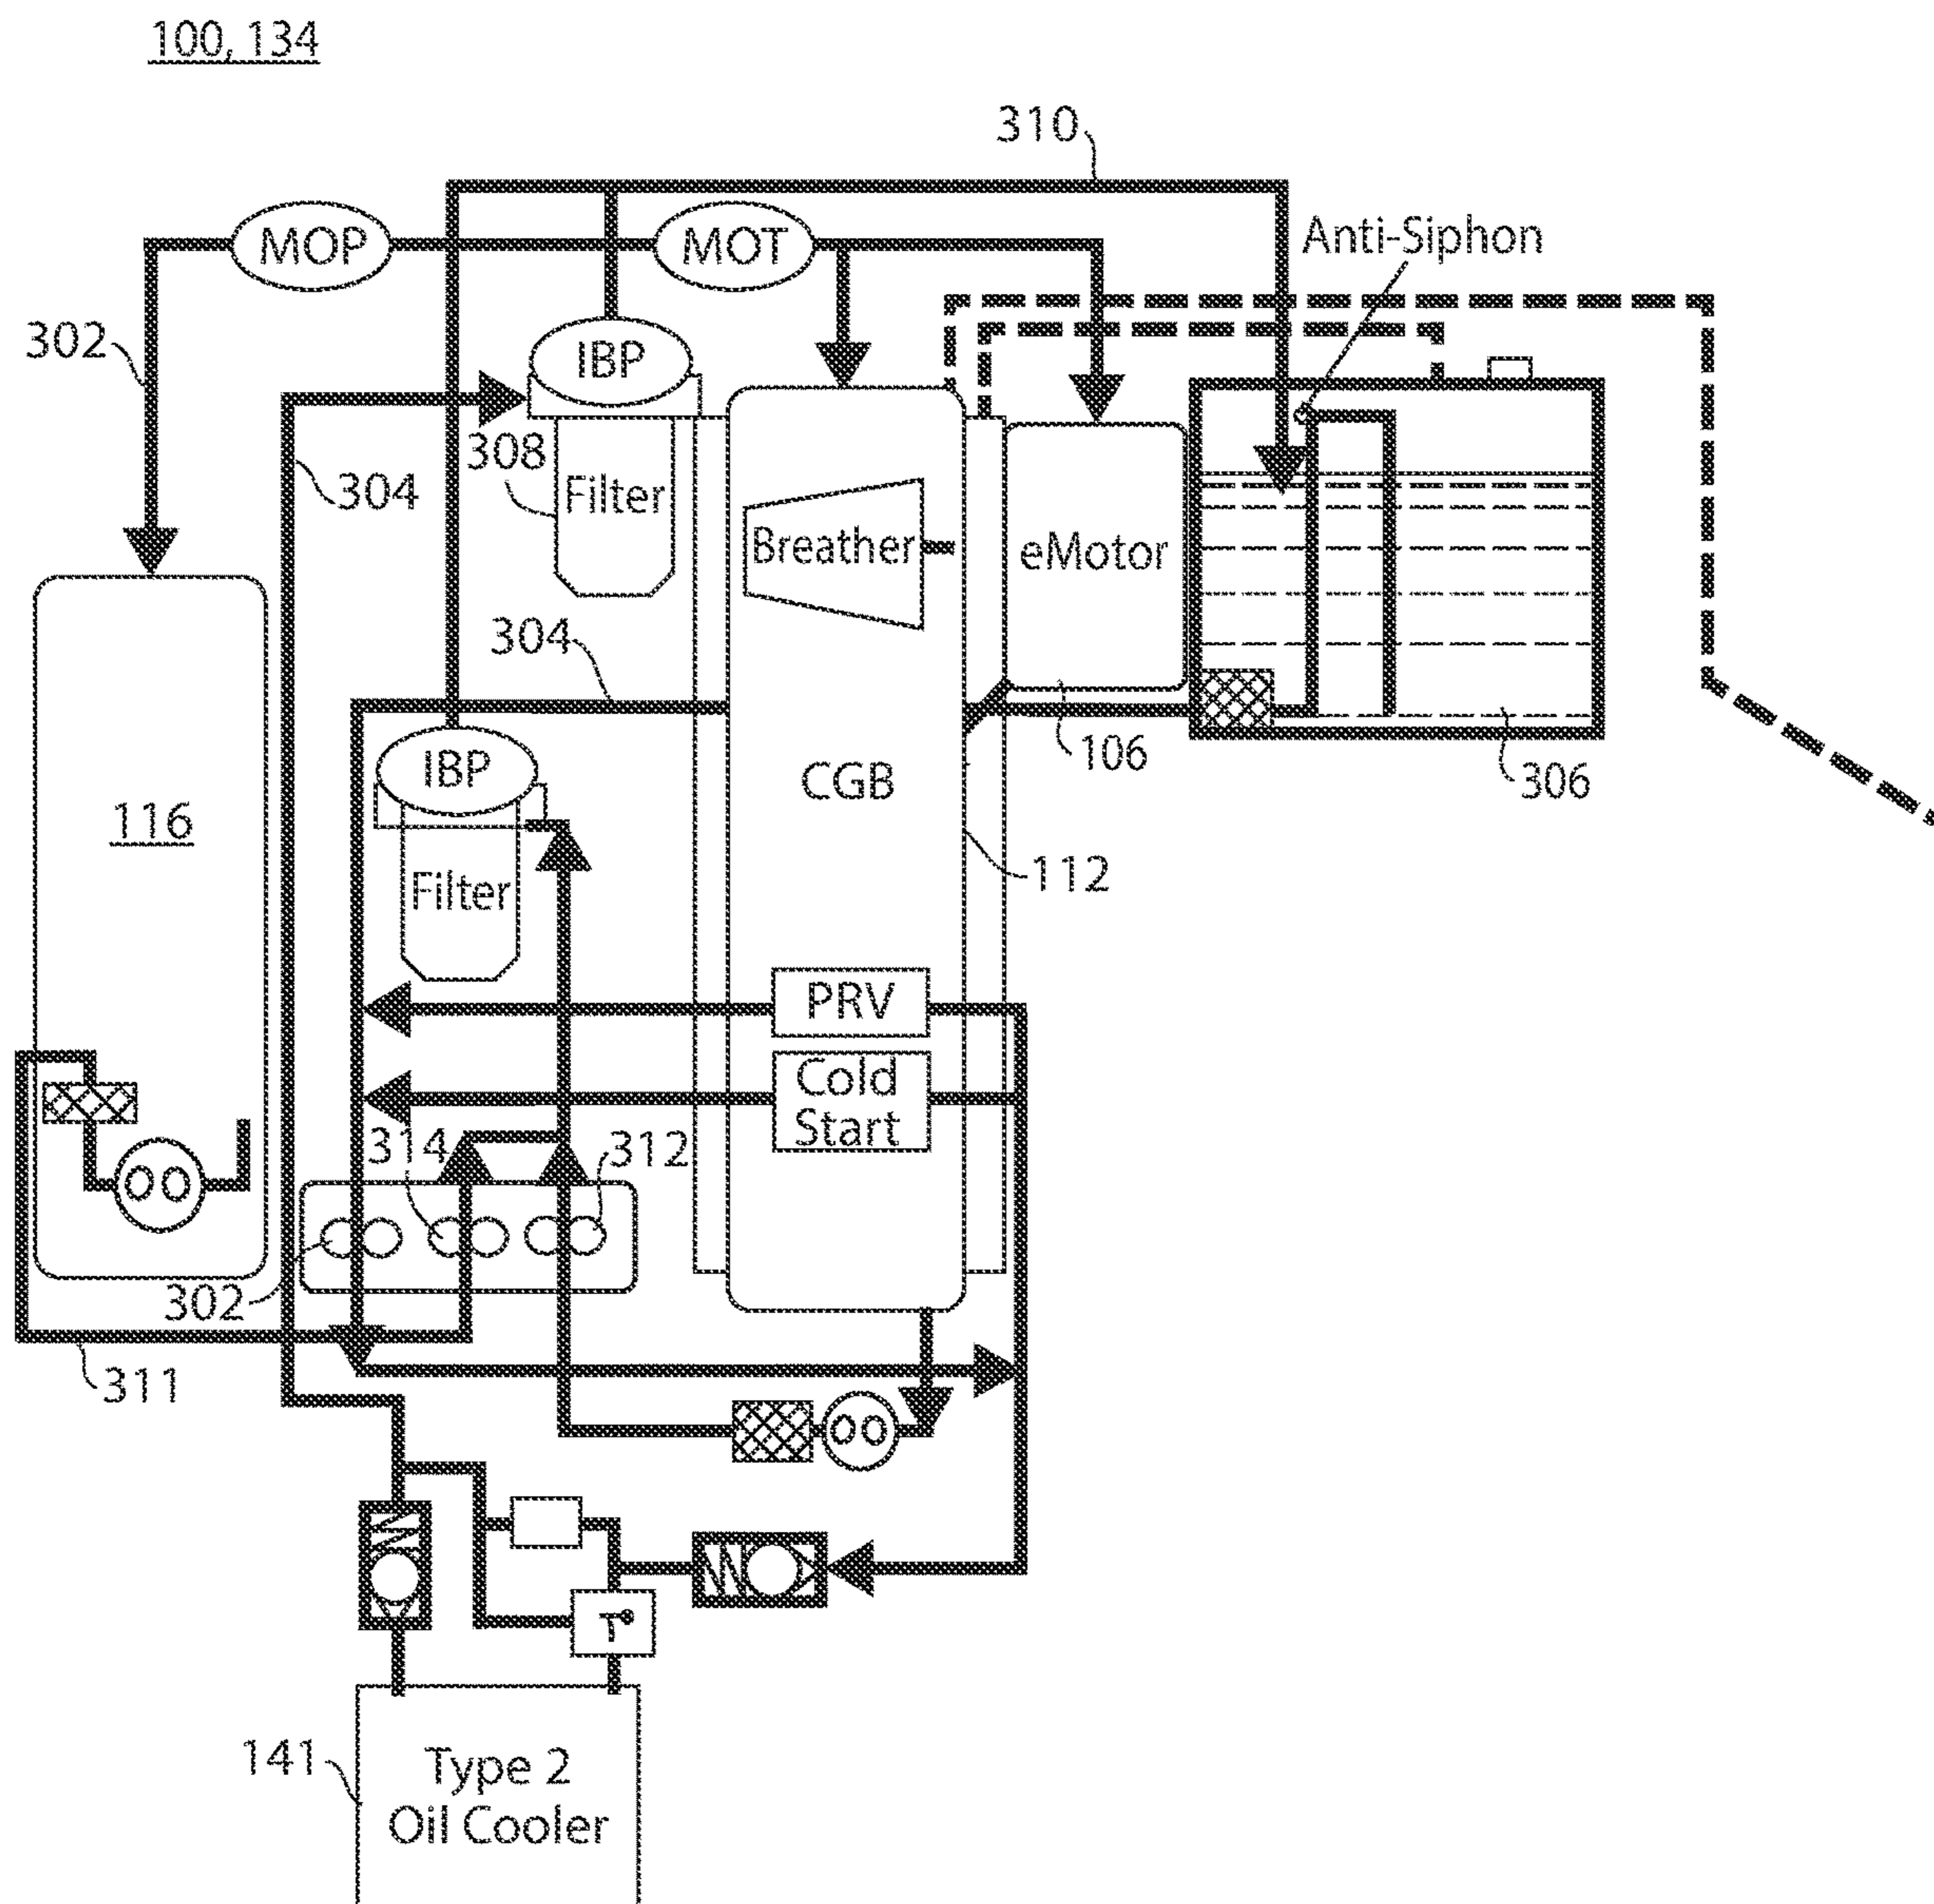 100, 134
310
MOP
MOT
Anti-Siphon
302
IBP
308
304
Filter
Breather
eMotor
304
IBP
CGB
106
306
116
112
Filter
PRV
Cold
Start
314
312
302
311
141
Type 2
Oil Cooler